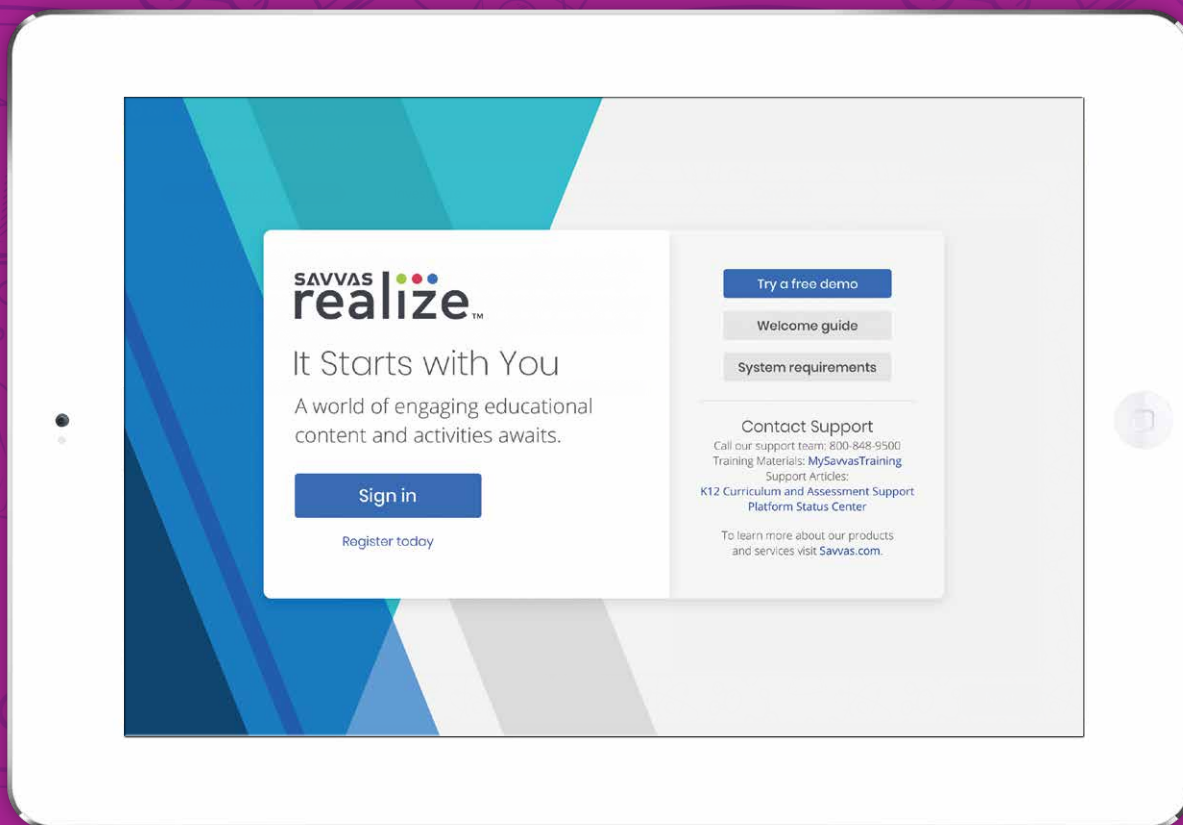 SAVVAS
realize™
It Starts with You
A world of engaging educational
content and activities awaits.
Sign in
Register today
Try a free demo
Welcome guide
System requirements
Contact Support
Call our support team: 800-848-9500
Training Materials: MySavvasTraining
Support Articles:
K12 Curriculum and Assessment Support
Platform Status Center
To learn more about our products
and services visit Savvas.com.